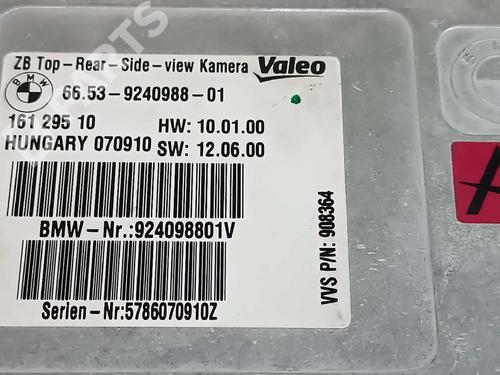 ZB Top-Rear-Side-view Kamera Valeo
BMW 66.53-9240988-01
161 295 10 HW: 10.01.00
HUNGARY 070910 SW: 12.06.00
BMW-Nr.:924098801V
Serien-Nr:5786070910Z
VVS P/N: 908364
A